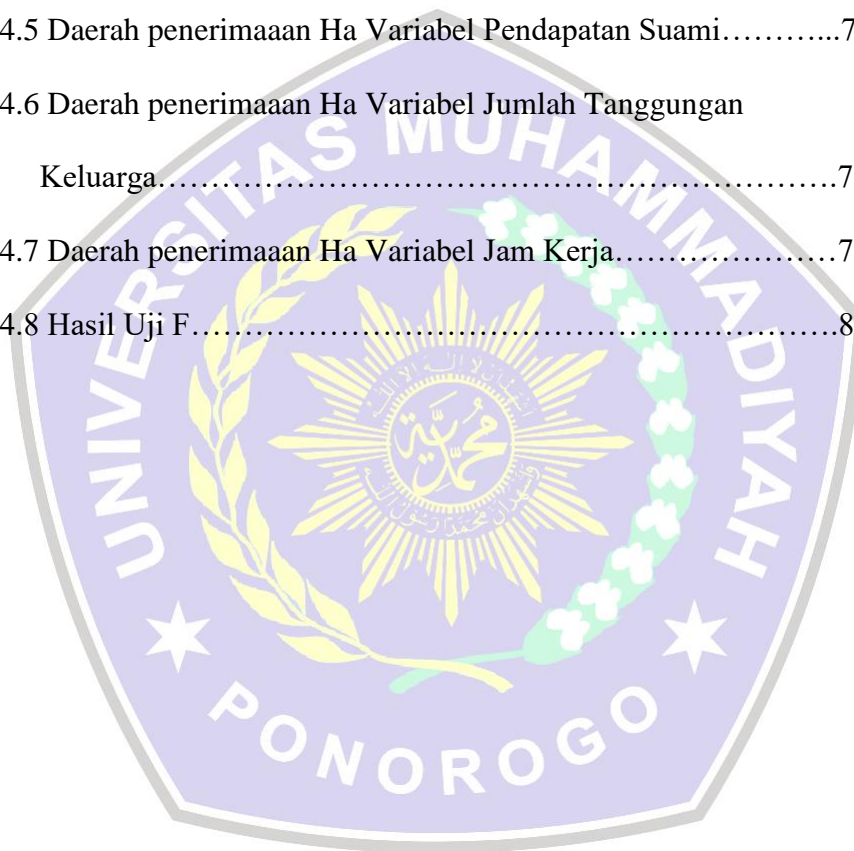 4.5 Daerah penerimaaan Ha Variabel Pendapatan Suami………...7
4.6 Daerah penerimaaan Ha Variabel Jumlah Tanggungan
Keluarga……………………………………………………….7
4.7 Daerah penerimaaan Ha Variabel Jam Kerja…………………7
4.8 Hasil Uji F…………………………………………………….8
UNIVERSITAS MUHAMMADIYAH
محمدية
PONOROGO